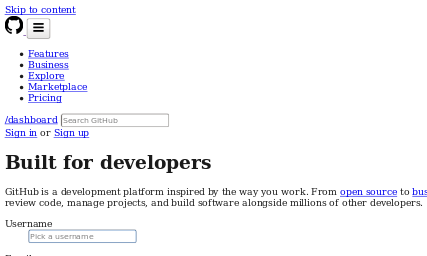 Skip to content
Features
Business
Explore
Marketplace
Pricing
/dashboard Search GitHub
Sign in or Sign up
Built for developers
GitHub is a development platform inspired by the way you work. From open source to
review code, manage projects, and build software alongside millions of other developers.
Username
Pick a username